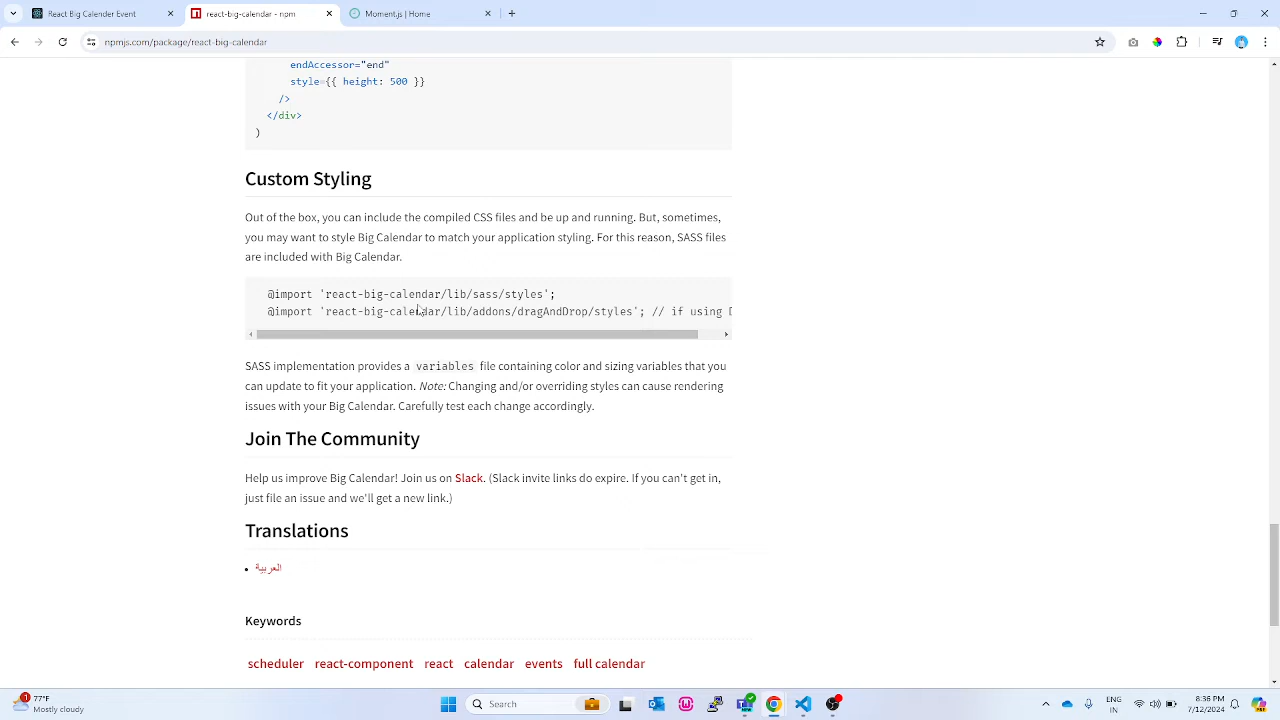 React Big Calendar Event
react-big-calendar - npm
Moment.js | Home
npmjs.com/package/react-big-calendar
endAccessor="end"
style={{ height: 500 }}
/>
</div>
)
Custom Styling
Out of the box, you can include the compiled CSS files and be up and running. But, sometimes,
you may want to style Big Calendar to match your application styling. For this reason, SASS files
are included with Big Calendar.
@import 'react-big-calendar/lib/sass/styles';
@import 'react-big-calendar/lib/addons/dragAndDrop/styles'; // if using D
SASS implementation provides a variables file containing color and sizing variables that you
can update to fit your application. Note: Changing and/or overriding styles can cause rendering
issues with your Big Calendar. Carefully test each change accordingly.
Join The Community
Help us improve Big Calendar! Join us on Slack. (Slack invite links do expire. If you can't get in,
just file an issue and we'll get a new link.)
Translations
العربية
Keywords
scheduler react-component react calendar events full calendar
1
77°F
Mostly cloudy
Search
ENG
IN
8:36 PM
7/12/2024